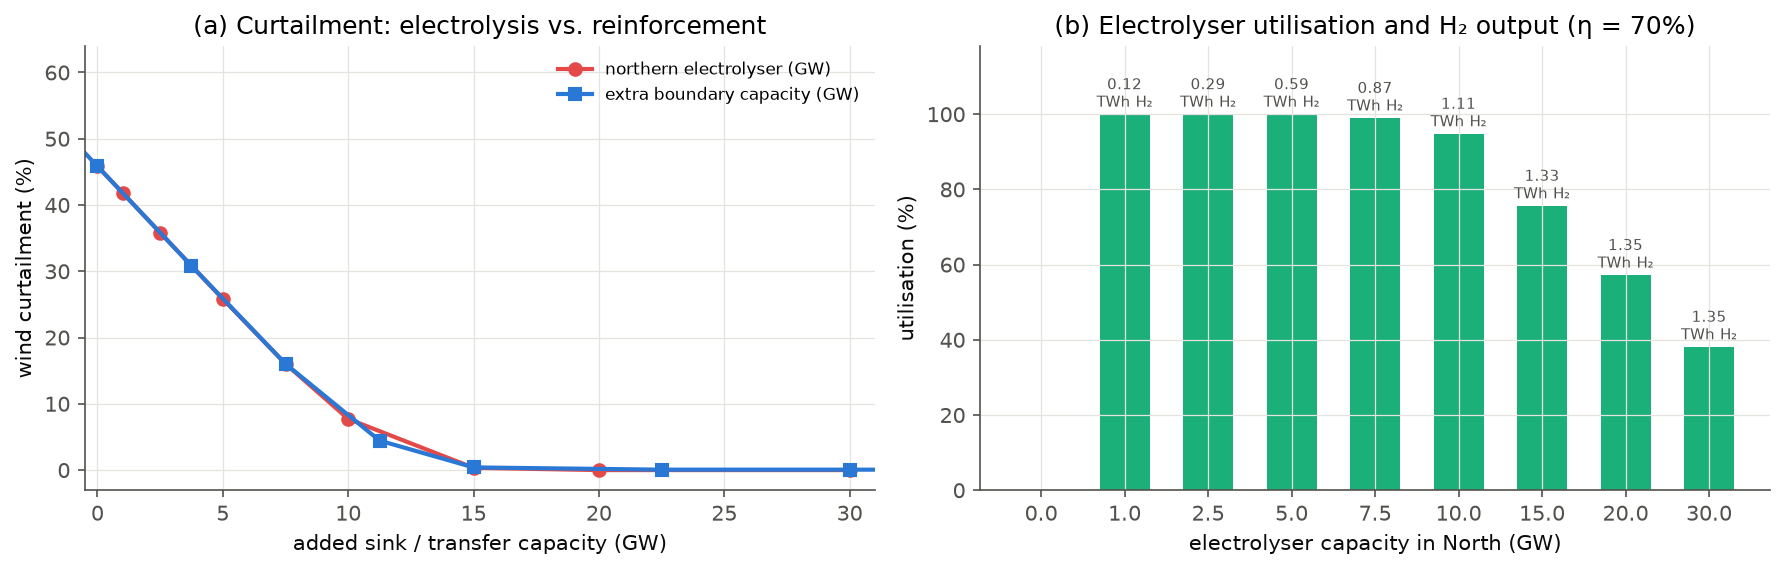 (a) Curtailment: electrolysis vs. reinforcement
northern electrolyser (GW)
extra boundary capacity (GW)
wind curtailment (%)
60
50
40
30
20
10
0
0
5
10
15
20
25
30
added sink / transfer capacity (GW)
(b) Electrolyser utilisation and H₂ output (η = 70%)
utilisation (%)
100
80
60
40
20
0
0.12
TWh H₂
0.29
TWh H₂
0.59
TWh H₂
0.87
TWh H₂
1.11
TWh H₂
1.33
TWh H₂
1.35
TWh H₂
1.35
TWh H₂
0.0
1.0
2.5
5.0
7.5
10.0
15.0
20.0
30.0
electrolyser capacity in North (GW)